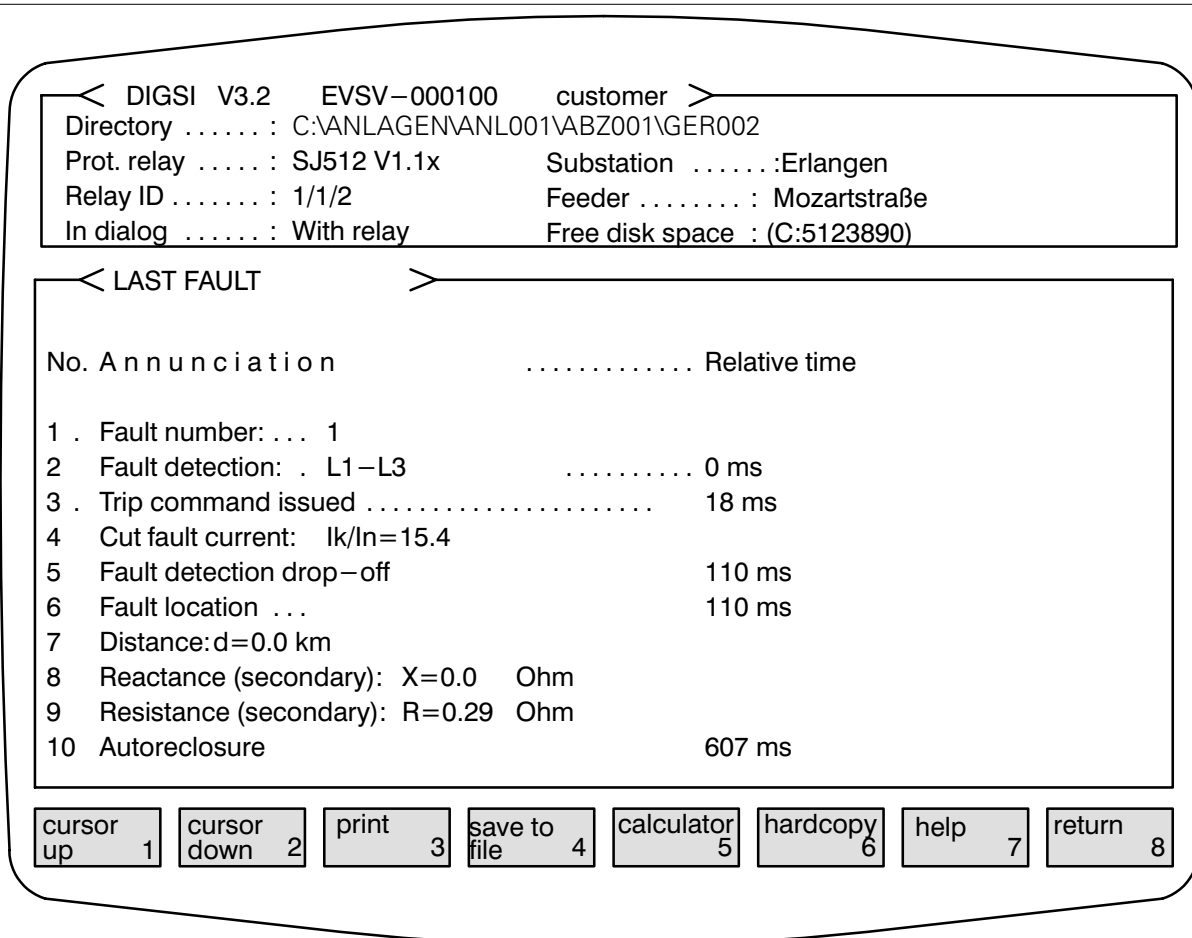 DIGSI V3.2 EVSV−000100 customer
Directory ...... : C:\ANLAGEN\ANL001\ABZ001\GER002
Prot. relay ..... : SJ512 V1.1x Substation ...... :Erlangen
Relay ID ....... : 1/1/2 Feeder ........ : Mozartstraße
In dialog ...... : With relay Free disk space : (C:5123890)
LAST FAULT
No. A n n u n c i a t i o n ............. Relative time
1 . Fault number: ... 1
2 Fault detection: . L1−L3 .......... 0 ms
3 . Trip command issued ...................... 18 ms
4 Cut fault current: Ik/In=15.4
5 Fault detection drop−off 110 ms
6 Fault location ... 110 ms
7 Distance:d=0.0 km
8 Reactance (secondary): X=0.0 Ohm
9 Resistance (secondary): R=0.29 Ohm
10 Autoreclosure 607 ms
cursor up 1 cursor down 2 print 3 save to file 4 calculator 5 hardcopy 6 help 7 return 8